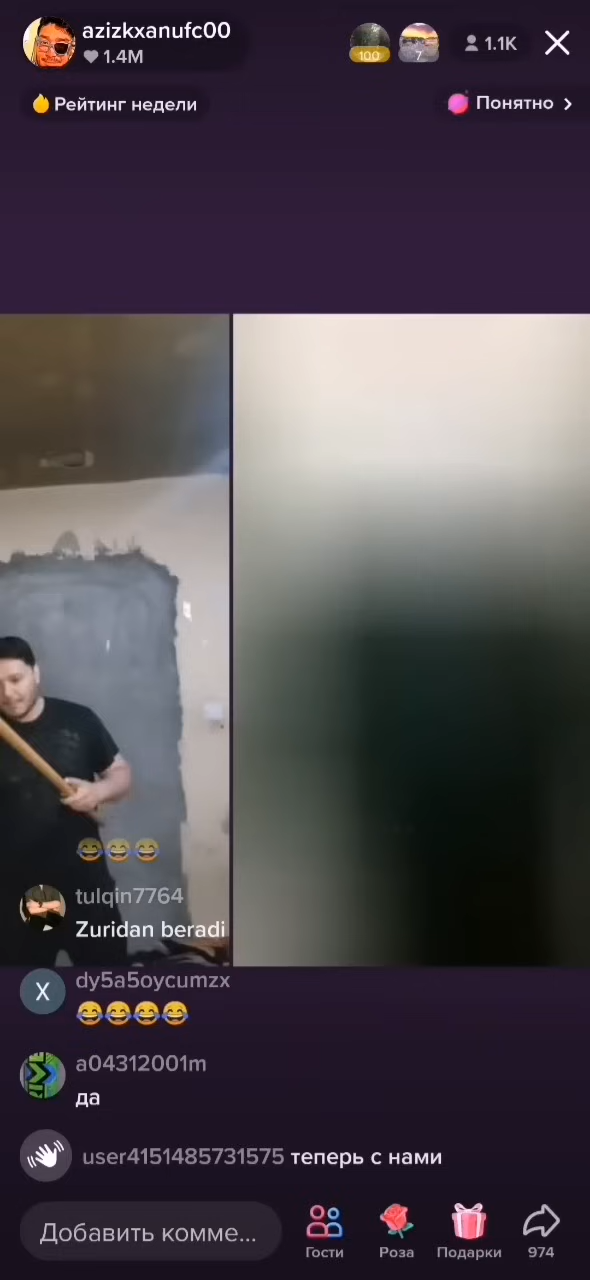 azizkxanufc00
1.4M
100
7
1.1K
Рейтинг недели
Понятно
tulqin7764
Zuridan beradi
X
dy5a5oycumzx
a04312001m
да
user4151485731575 теперь с нами
Добавить комме...
Гости
Роза
Подарки
974